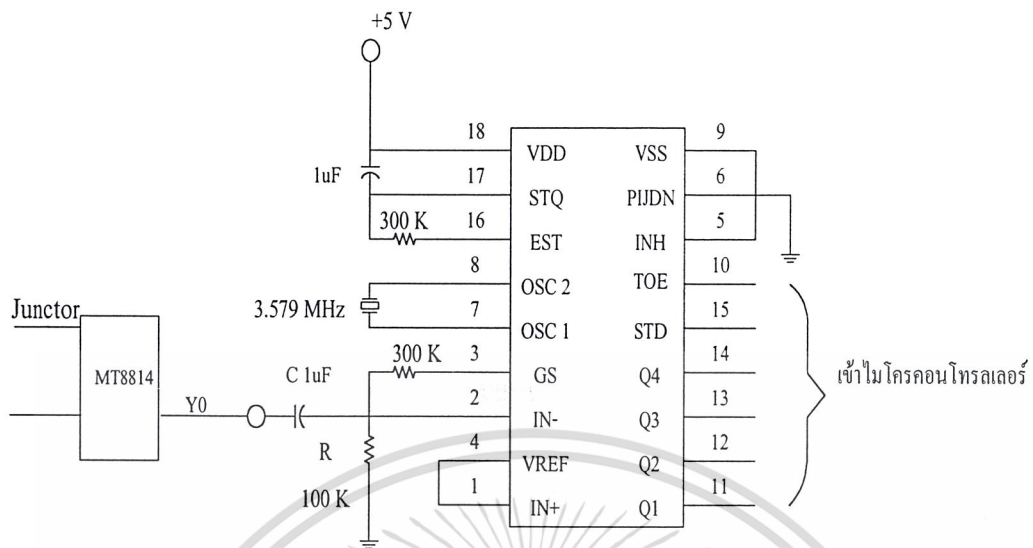 +5 V
18 VDD VSS 9
1uF
17 STQ PIJDN 6
300 K
16 EST INH 5
8 OSC 2 TOE 10
3.579 MHz
7 OSC 1 STD 15
300 K
3 GS Q4 14
Junctor
MT8814
Y0
C 1uF
2 IN- Q3 13
R
100 K
4 VREF Q2 12
1 IN+ Q1 11
เข้าไมโครคอนโทรลเลอร์